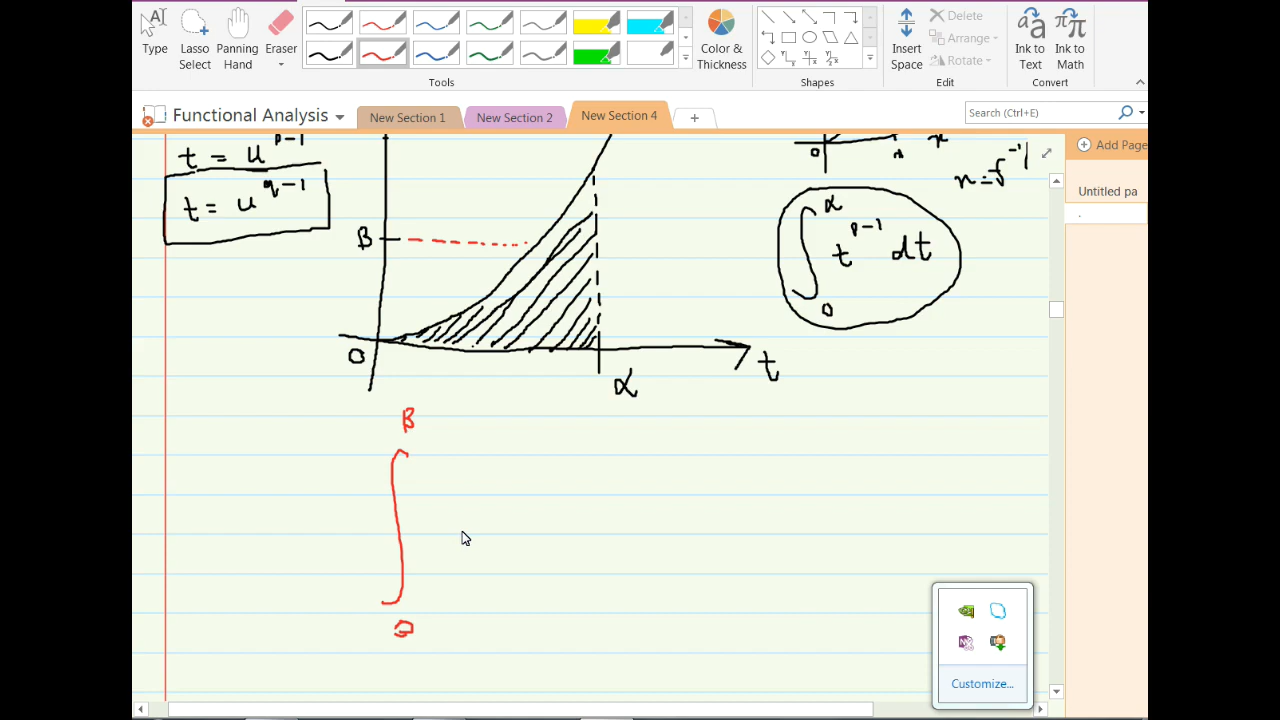 Type
Lasso Select
Panning Hand
Eraser
Color & Thickness
Insert Space
Delete
Arrange
Rotate
Ink to Text
Ink to Math
Tools
Shapes
Edit
Convert
Functional Analysis
New Section 1
New Section 2
New Section 4
+
Search (Ctrl+E)
Add Page
Untitled pa
.
t = u^{p-1}
t = u^{q-1}
β
0
α
t
0
n
n
n = f^{-1}
∫_0^α t^{p-1} dt
β
∫
0
Customize...